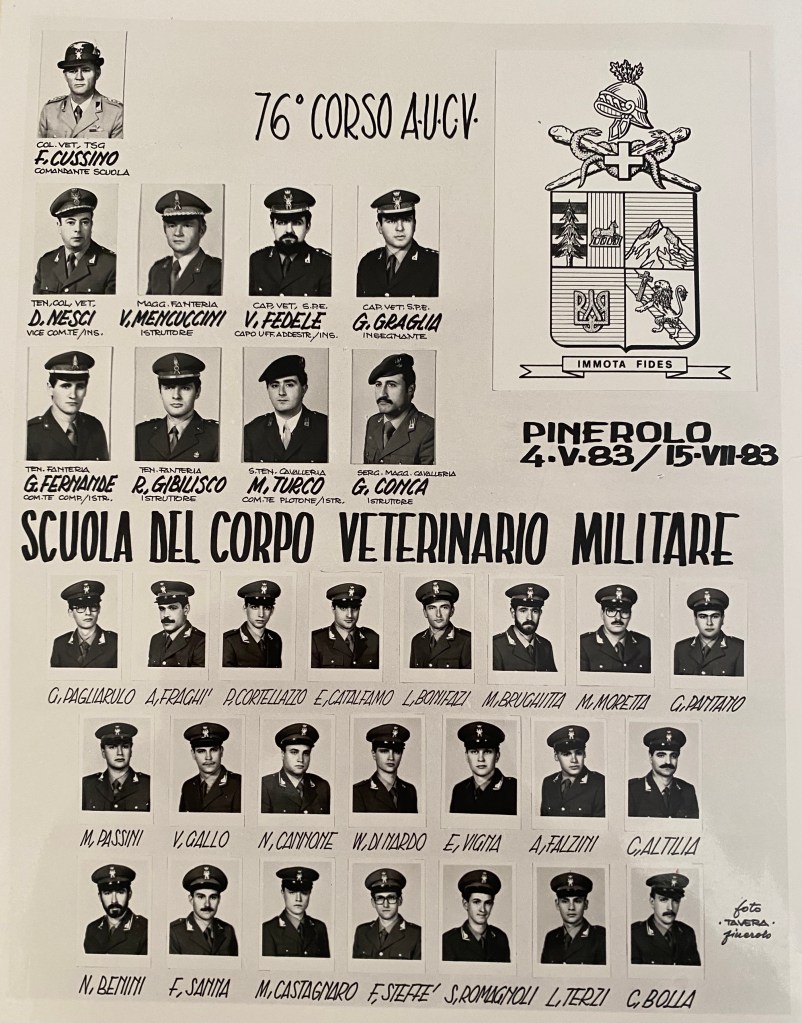 76° CORSO A.U.C.V.
COL. VET. TSG
F. CUSSINO
COMANDANTE SCUOLA
TEN. COL. VET.
D. NESCI
VICE COM.TE/INS.
MAGG. FANTERIA
V. MENCUCCINI
ISTRUTORE
CAP. VET. S.P.E.
V. FEDELE
CAPO UFF. ADDESTR./INS.
CAP. VET. S.P.E.
G. GRAGLIA
INSEGNANTE
IMMOTA FIDES
TEN. FANTERIA
G. FERNANDE
COM.TE COMP./ISTR.
TEN. FANTERIA
R. GIBILISCO
ISTRUTTORE
S. TEN. CAVALLERIA
M. TURCO
COM.TE PLOTONE/ISTR.
SERG. MAGG. CAVALLERIA
G. CONCA
ISTRUTORE
PINEROLO
4.V.83/15.VII.83
SCUOLA DEL CORPO VETERINARIO MILITARE
G. PAGLIARULO A. FRAGHI' P. CORTELLAZZO E. CATALFAMO L. BONIFAZI M. BRUGHITTA M. MORETTA G. PANTANO
M. PASSINI V. GALLO N. CANNONE W. DI NARDO E. VIGNA A. FALZINI C. ALTILIA
N. BENINI F. SANNA M. CASTAGNARO F. STEFFE' S. ROMAGNOLI L. TERZI C. BOLLA
foto
·TAVERA·
pinerolo